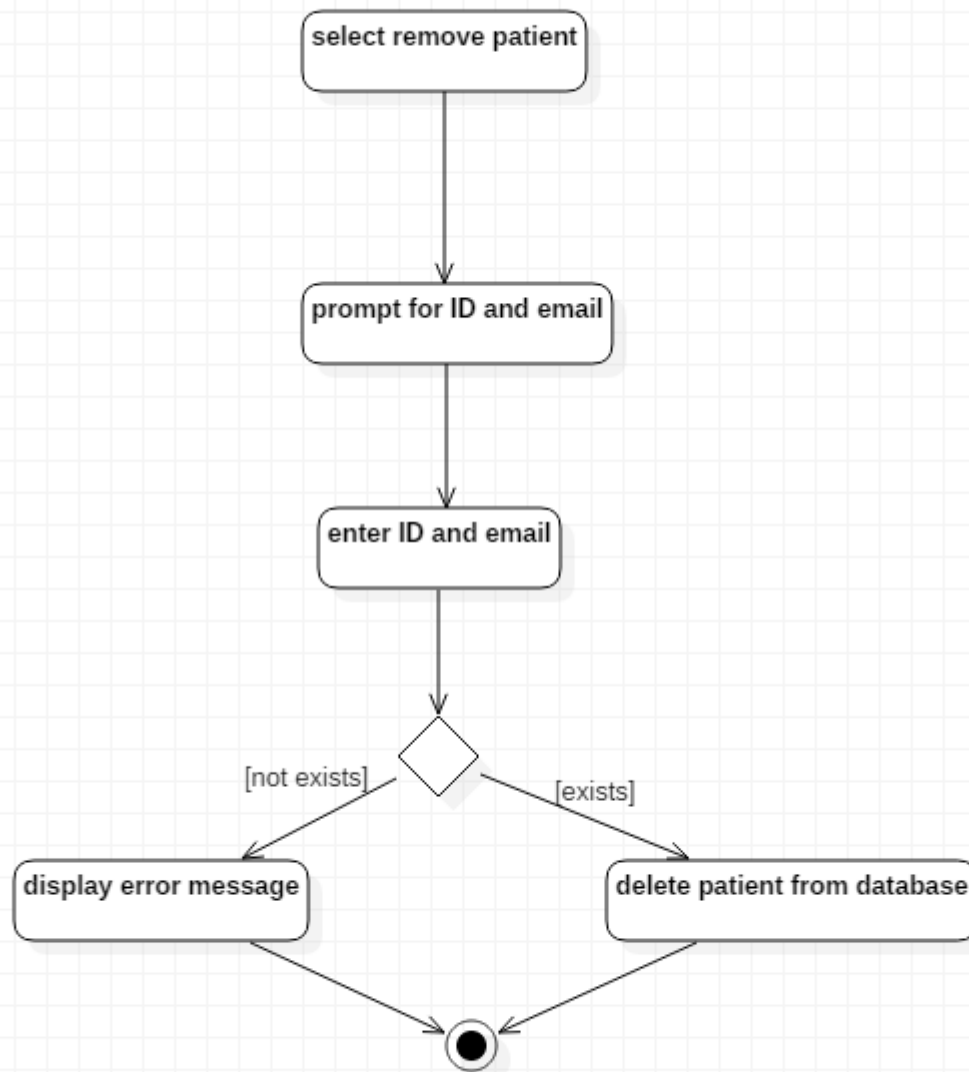 select remove patient
prompt for ID and email
enter ID and email
[not exists]
[exists]
display error message
delete patient from database